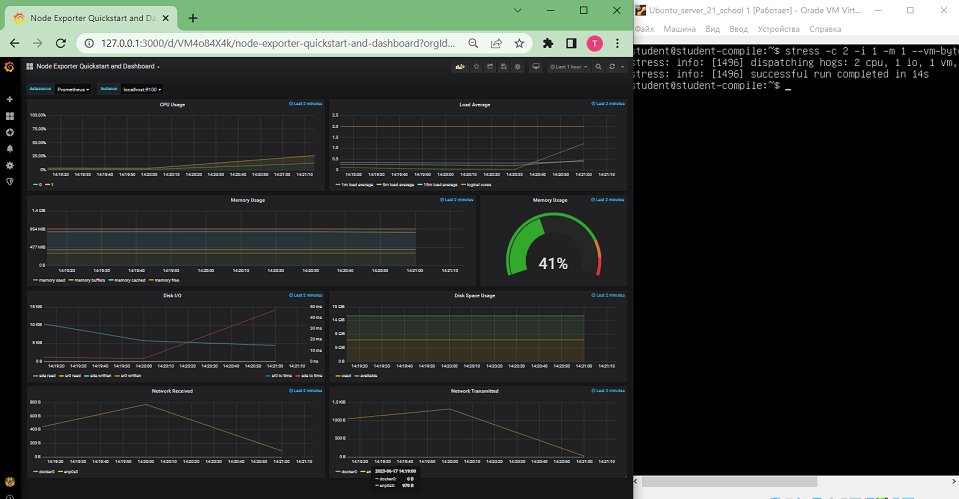 Node Exporter Quickstart and Da
127.0.0.1:3000/d/VM4o84X4k/node-exporter-quickstart-and-dashboard?orgId...
T
Node Exporter Quickstart and Dashboard
Last 1 hour
datasource Prometheus instance localhost:9100
CPU Usage
Last 2 minutes
100.00%
75.00%
50.00%
25.00%
0%
14:19:20 14:19:30 14:19:40 14:19:50 14:20:00 14:20:10 14:20:20 14:20:30 14:20:40 14:20:50 14:21:00 14:21:10
0 1
Load Average
Last 2 minutes
2.5
2.0
1.5
1.0
0.5
0
14:19:20 14:19:30 14:19:40 14:19:50 14:20:00 14:20:10 14:20:20 14:20:30 14:20:40 14:20:50 14:21:00 14:21:10
1m load average 5m load average 15m load average logical cores
Memory Usage
Last 2 minutes
1.4 GiB
954 MiB
477 MiB
0 B
14:19:20 14:19:30 14:19:40 14:19:50 14:20:00 14:20:10 14:20:20 14:20:30 14:20:40 14:20:50 14:21:00 14:21:10
memory used memory buffers memory cached memory free
Memory Usage
Last 2 minutes
41%
Disk I/O
Last 2 minutes
15 KiB
10 KiB
5 KiB
0 B
50 ms
40 ms
30 ms
20 ms
10 ms
0 ns
14:19:20 14:19:30 14:19:40 14:19:50 14:20:00 14:20:10 14:20:20 14:20:30 14:20:40 14:20:50 14:21:00 14:21:10
sda read sr0 read sda written sr0 written sr0 io time sda io time
Disk Space Usage
Last 2 minutes
14 GiB
9 GiB
5 GiB
0 B
14:19:20 14:19:30 14:19:40 14:19:50 14:20:00 14:20:10 14:20:20 14:20:30 14:20:40 14:20:50 14:21:00 14:21:10
used available
Network Received
Last 2 minutes
800 B
600 B
400 B
200 B
0 B
14:19:20 14:19:30 14:19:40 14:19:50 14:20:00 14:20:10 14:20:20 14:20:30 14:20:40 14:20:50 14:21:00 14:21:10
docker0 enp0s3
Network Transmitted
Last 2 minutes
1.5 KB
1000 B
500 B
0 B
14:19:20 14:19:30 14:19:40 14:19:50 14:20:00 14:20:10 14:20:20 14:20:30 14:20:40 14:20:50 14:21:00 14:21:10
docker0
2023-06-17 14:19:00
docker0: 0 B
enp0s3: 970 B
Ubuntu_server_21_school 1 [Работает] - Oracle VM Virt...
Файл Машина Вид Ввод Устройства Справка
student@student-compile:~$ stress -c 2 -i 1 -m 1 --vm-byt
stress: info: [1496] dispatching hogs: 2 cpu, 1 io, 1 vm,
stress: info: [1496] successful run completed in 14s
student@student-compile:~$ _